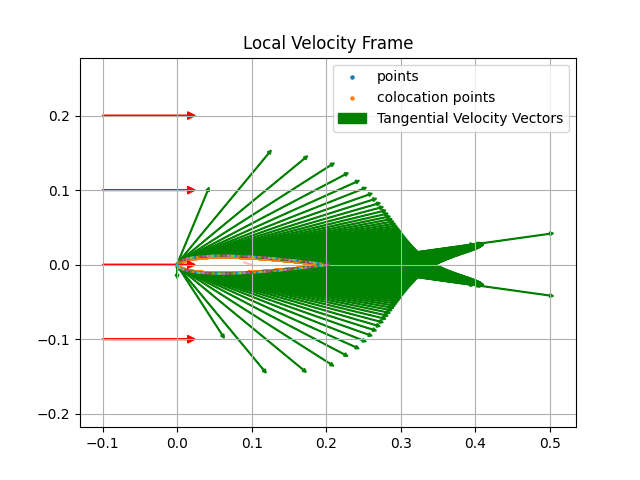 Local Velocity Frame
points
colocation points
Tangential Velocity Vectors
0.2
0.1
0.0
−0.1
−0.2
−0.1 0.0 0.1 0.2 0.3 0.4 0.5